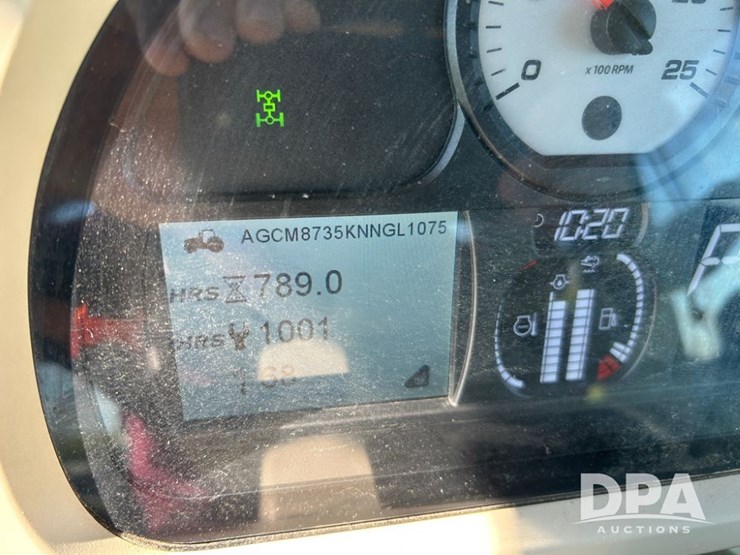 0
x 100 RPM
25
AGCM8735KNNGL1075
HRS 789.0
HRS 1001
10:20
P
DPA
AUCTIONS